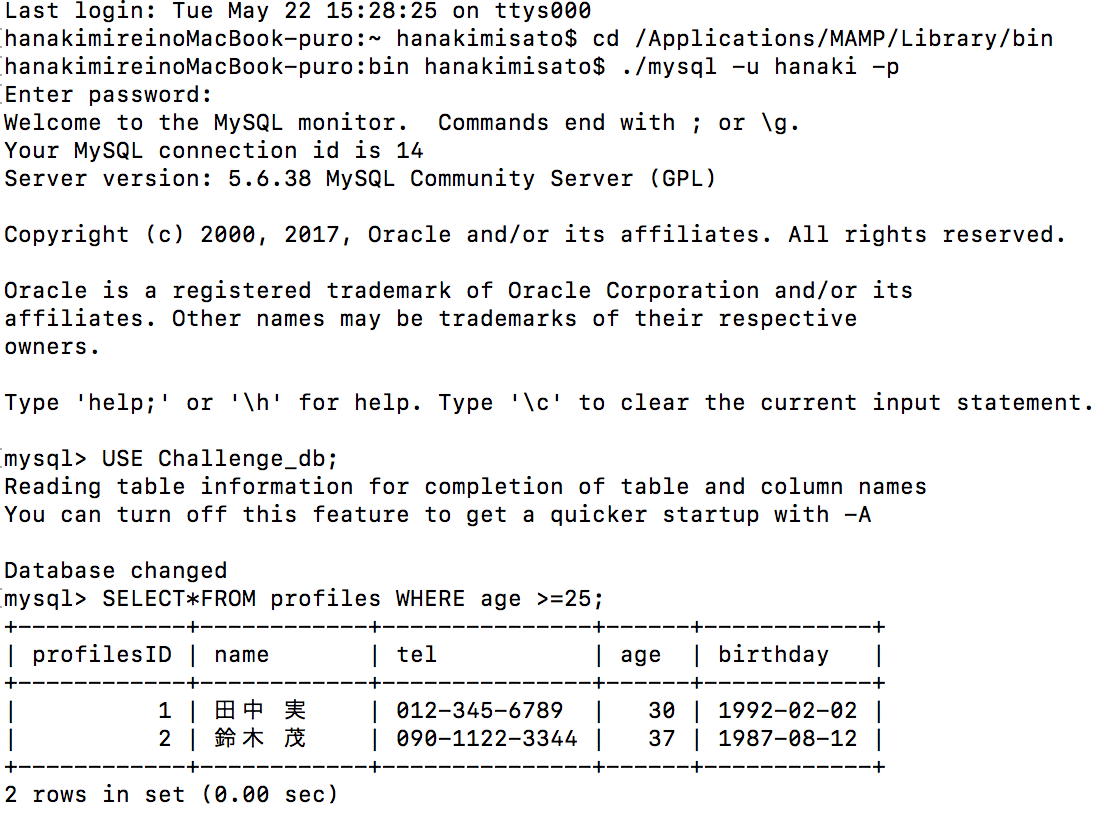 Last login: Tue May 22 15:28:25 on ttys000
[hanakimireinoMacBook-puro:~ hanakimisato$ cd /Applications/MAMP/Library/bin
[hanakimireinoMacBook-puro:bin hanakimisato$ ./mysql -u hanaki -p
[Enter password:
Welcome to the MySQL monitor.  Commands end with ; or \g.
Your MySQL connection id is 14
Server version: 5.6.38 MySQL Community Server (GPL)
Copyright (c) 2000, 2017, Oracle and/or its affiliates. All rights reserved.
Oracle is a registered trademark of Oracle Corporation and/or its
affiliates. Other names may be trademarks of their respective
owners.
Type 'help;' or '\h' for help. Type '\c' to clear the current input statement.
[mysql> USE Challenge_db;
Reading table information for completion of table and column names
You can turn off this feature to get a quicker startup with -A
Database changed
[mysql> SELECT*FROM profiles WHERE age >=25;
+------------+------------+---------------+------+------------+
| profilesID | name       | tel           | age  | birthday   |
+------------+------------+---------------+------+------------+
|          1 | 田中 実    | 012-345-6789  |   30 | 1992-02-02 |
|          2 | 鈴木 茂    | 090-1122-3344 |   37 | 1987-08-12 |
+------------+------------+---------------+------+------------+
2 rows in set (0.00 sec)